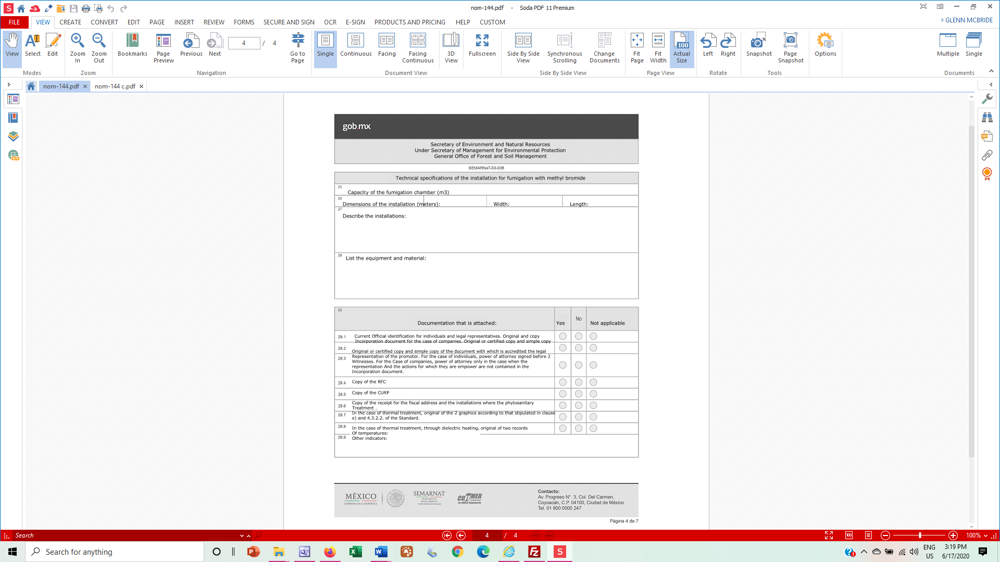 nom-144.pdf - Soda PDF 11 Premium
FILE VIEW CREATE CONVERT EDIT PAGE INSERT REVIEW FORMS SECURE AND SIGN OCR E-SIGN PRODUCTS AND PRICING HELP CUSTOM
GLENN MCBRIDE
View Select Edit Zoom In Zoom Out Bookmarks Page Preview Previous Next 4 / 4 Go to Page Single Continuous Facing Facing Continuous 3D View Fullscreen Side By Side View Synchronous Scrolling Change Documents Fit Page Fit Width 100 Actual Size Left Right Snapshot Page Snapshot Options Multiple Single
Modes Zoom Navigation Document View Side By Side View Page View Rotate Tools Documents
nom-144.pdf nom-144 c.pdf
gob.mx
Secretary of Environment and Natural Resources
Under Secretary of Management for Environmental Protection
General Office of Forest and Soil Management
SEMARNAT-03-038
Technical specifications of the installation for fumigation with methyl bromide
25 Capacity of the fumigation chamber (m3)
26 Dimensions of the installation (meters): Width: Length:
27 Describe the installations:
28 List the equipment and material:
29 Documentation that is attached: Yes No Not applicable
29.1 Current Official identification for individuals and legal representatives. Original and copy
Incorporation document for the case of companies. Original or certified copy and simple copy
29.2
Original or certified copy and simple copy of the document with which is accredited the legal
29.3 Representation of the promotor. For the case of individuals, power of attorney signed before 2
Witnesses. For the Case of companies, power of attorney only in the case when the
representation And the actions for which they are empower are not contained in the
Incorporation document.
29.4 Copy of the RFC
29.5 Copy of the CURP
29.6 Copy of the receipt for the fiscal address and the installations where the phytosanitary
Treatment .
29.7 In the case of thermal treatment, original of the 2 graphics according to that stipulated in clause
e) and 4.3.2.2. of the Standard.
29.8 In the case of thermal treatment, through dielectric heating, original of two records
Of temperatures:
29.9 Other indicators:
MÉXICO
GOBIERNO DE LA REPÚBLICA
SEMARNAT
SECRETARÍA DE
MEDIO AMBIENTE
Y RECURSOS NATURALES
COFEMER
Contacto:
Av. Progreso N°. 3, Col. Del Carmen,
Coyoacán, C.P. 04100, Ciudad de México.
Tel. 01 800 0000 247
Página 4 de 7
Search 4 / 4 100%
Search for anything
ENG
US
3:19 PM
6/17/2020